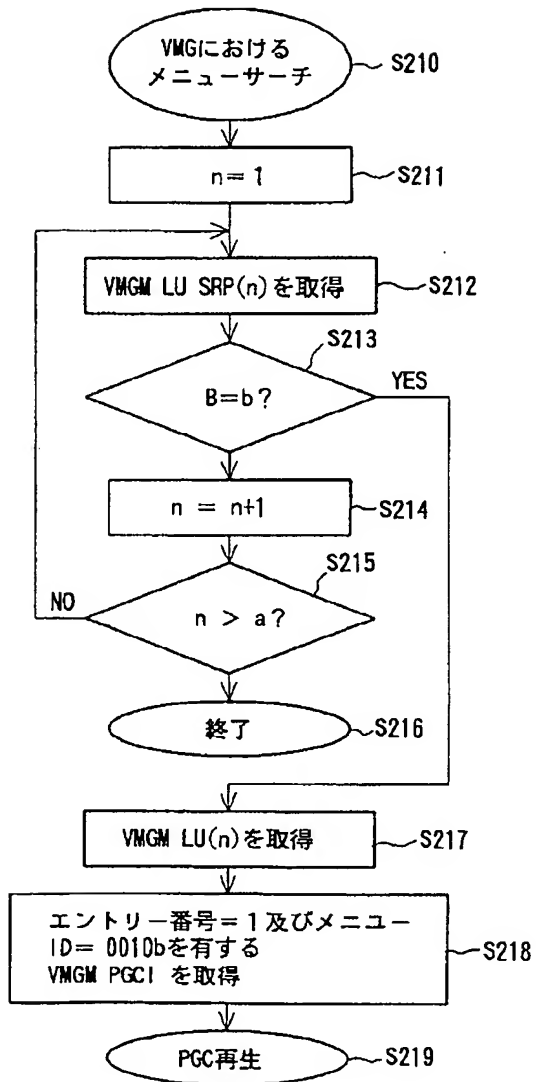 VMGにおける
メニューサーチ
S210
n= 1
S211
VMGM LU SRP(n)を取得
S212
S213
B=b?
YES
n = n+1
S214
S215
NO
n > a?
終了
S216
VMGM LU(n)を取得
S217
エントリー番号=1及びメニュー
ID= 0010bを有する
VMGM PGCI を取得
S218
PGC再生
S219